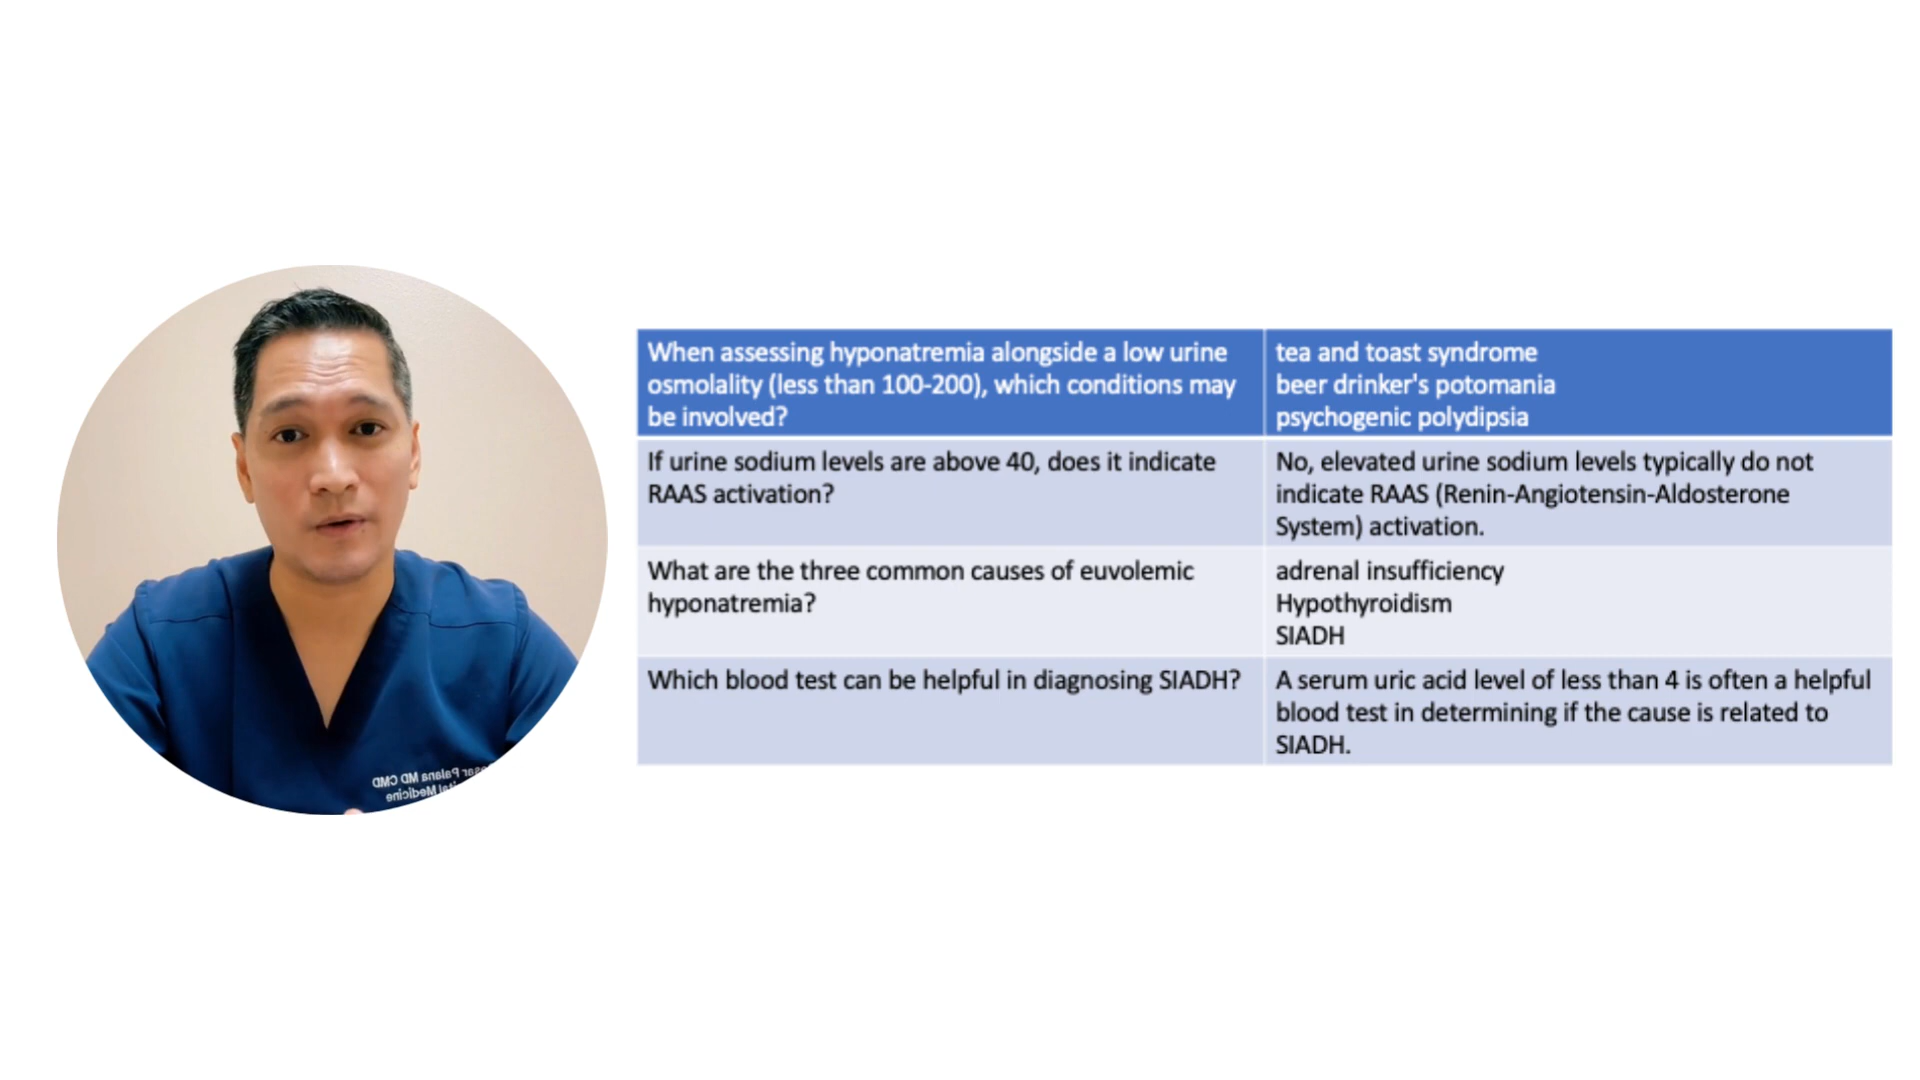 When assessing hyponatremia alongside a low urine
osmolality (less than 100-200), which conditions may
be involved?
tea and toast syndrome
beer drinker's potomania
psychogenic polydipsia
If urine sodium levels are above 40, does it indicate
RAAS activation?
No, elevated urine sodium levels typically do not
indicate RAAS (Renin-Angiotensin-Aldosterone
System) activation.
What are the three common causes of euvolemic
hyponatremia?
adrenal insufficiency
Hypothyroidism
SIADH
Which blood test can be helpful in diagnosing SIADH?
A serum uric acid level of less than 4 is often a helpful
blood test in determining if the cause is related to
SIADH.
Palana MD CMD
Medicine